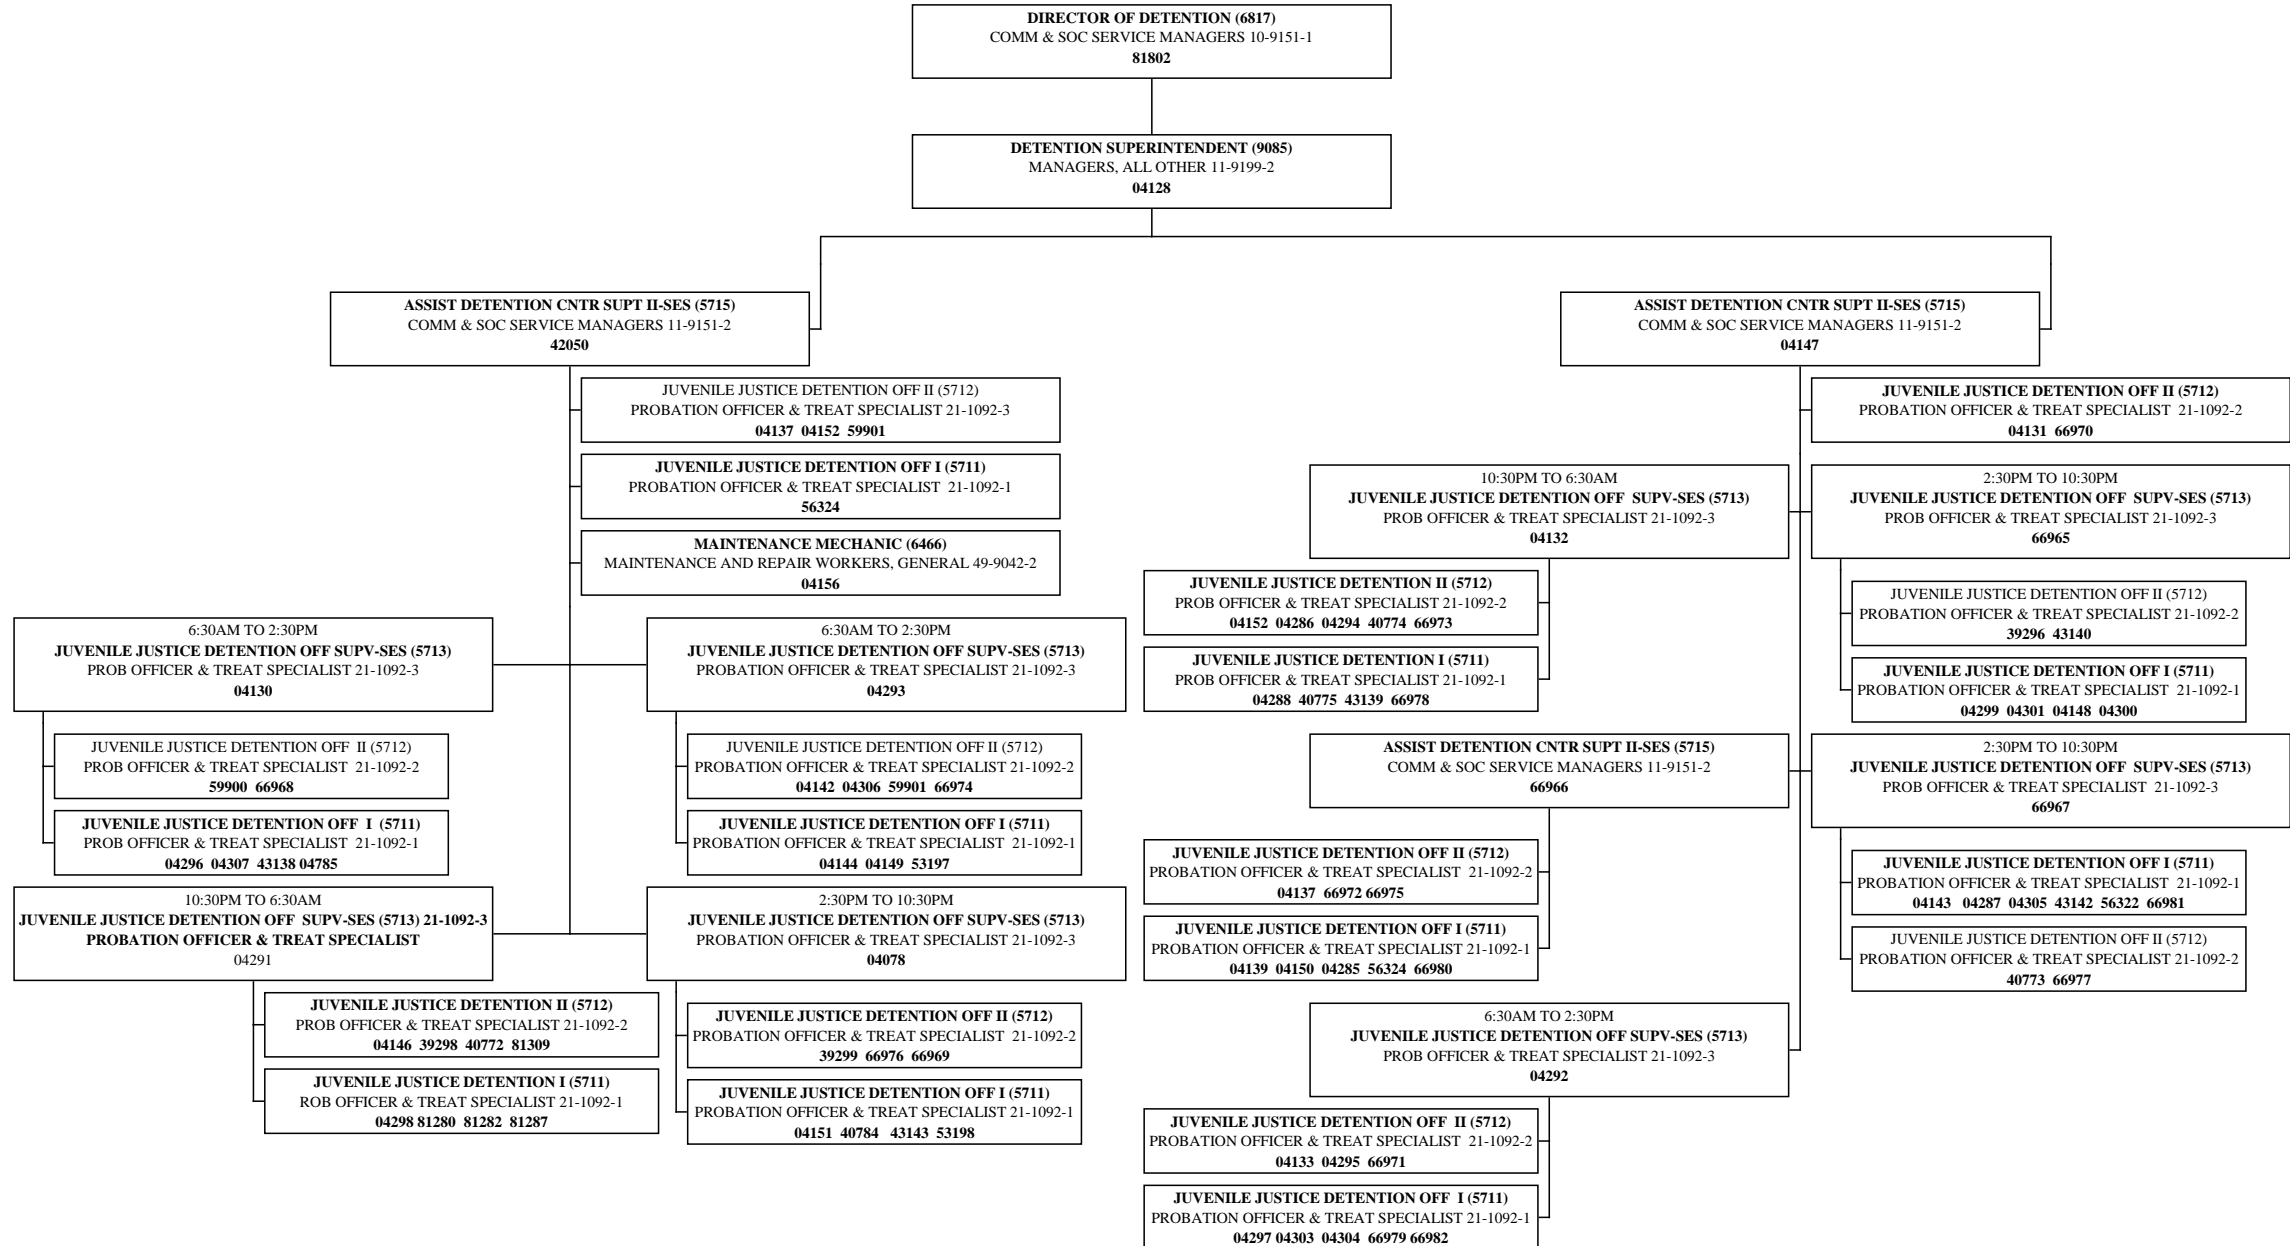 DIRECTOR OF DETENTION (6817)
COMM & SOC SERVICE MANAGERS 10-9151-1
81802
DETENTION SUPERINTENDENT (9085)
MANAGERS, ALL OTHER 11-9199-2
04128
ASSIST DETENTION CNTR SUPT II-SES (5715)
COMM & SOC SERVICE MANAGERS 11-9151-2
42050
JUVENILE JUSTICE DETENTION OFF II (5712)
PROBATION OFFICER & TREAT SPECIALIST 21-1092-3
04137 04152 59901
JUVENILE JUSTICE DETENTION OFF I (5711)
PROBATION OFFICER & TREAT SPECIALIST 21-1092-1
56324
MAINTENANCE MECHANIC (6466)
MAINTENANCE AND REPAIR WORKERS, GENERAL 49-9042-2
04156
6:30AM TO 2:30PM
JUVENILE JUSTICE DETENTION OFF SUPV-SES (5713)
PROB OFFICER & TREAT SPECIALIST 21-1092-3
04130
JUVENILE JUSTICE DETENTION OFF II (5712)
PROB OFFICER & TREAT SPECIALIST 21-1092-2
59900 66968
JUVENILE JUSTICE DETENTION OFF I (5711)
PROB OFFICER & TREAT SPECIALIST 21-1092-1
04296 04307 43138 04785
6:30AM TO 2:30PM
JUVENILE JUSTICE DETENTION OFF SUPV-SES (5713)
PROBATION OFFICER & TREAT SPECIALIST 21-1092-3
04293
JUVENILE JUSTICE DETENTION OFF II (5712)
PROBATION OFFICER & TREAT SPECIALIST 21-1092-2
04142 04306 59901 66974
JUVENILE JUSTICE DETENTION OFF I (5711)
PROBATION OFFICER & TREAT SPECIALIST 21-1092-1
04144 04149 53197
10:30PM TO 6:30AM
JUVENILE JUSTICE DETENTION OFF SUPV-SES (5713) 21-1092-3
PROBATION OFFICER & TREAT SPECIALIST
04291
JUVENILE JUSTICE DETENTION II (5712)
PROB OFFICER & TREAT SPECIALIST 21-1092-2
04146 39298 40772 81309
JUVENILE JUSTICE DETENTION I (5711)
ROB OFFICER & TREAT SPECIALIST 21-1092-1
04298 81280 81282 81287
2:30PM TO 10:30PM
JUVENILE JUSTICE DETENTION OFF SUPV-SES (5713)
PROBATION OFFICER & TREAT SPECIALIST 21-1092-3
04078
JUVENILE JUSTICE DETENTION OFF II (5712)
PROBATION OFFICER & TREAT SPECIALIST 21-1092-2
39299 66976 66969
JUVENILE JUSTICE DETENTION OFF I (5711)
PROBATION OFFICER & TREAT SPECIALIST 21-1092-1
04151 40784 43143 53198
ASSIST DETENTION CNTR SUPT II-SES (5715)
COMM & SOC SERVICE MANAGERS 11-9151-2
04147
JUVENILE JUSTICE DETENTION OFF II (5712)
PROBATION OFFICER & TREAT SPECIALIST 21-1092-2
04131 66970
10:30PM TO 6:30AM
JUVENILE JUSTICE DETENTION OFF SUPV-SES (5713)
PROB OFFICER & TREAT SPECIALIST 21-1092-3
04132
JUVENILE JUSTICE DETENTION II (5712)
PROB OFFICER & TREAT SPECIALIST 21-1092-2
04152 04286 04294 40774 66973
JUVENILE JUSTICE DETENTION I (5711)
PROB OFFICER & TREAT SPECIALIST 21-1092-1
04288 40775 43139 66978
2:30PM TO 10:30PM
JUVENILE JUSTICE DETENTION OFF SUPV-SES (5713)
PROB OFFICER & TREAT SPECIALIST 21-1092-3
66965
JUVENILE JUSTICE DETENTION OFF II (5712)
PROBATION OFFICER & TREAT SPECIALIST 21-1092-2
39296 43140
JUVENILE JUSTICE DETENTION OFF I (5711)
PROBATION OFFICER & TREAT SPECIALIST 21-1092-1
04299 04301 04148 04300
ASSIST DETENTION CNTR SUPT II-SES (5715)
COMM & SOC SERVICE MANAGERS 11-9151-2
66966
JUVENILE JUSTICE DETENTION OFF II (5712)
PROBATION OFFICER & TREAT SPECIALIST 21-1092-2
04137 66972 66975
JUVENILE JUSTICE DETENTION OFF I (5711)
PROBATION OFFICER & TREAT SPECIALIST 21-1092-1
04139 04150 04285 56324 66980
2:30PM TO 10:30PM
JUVENILE JUSTICE DETENTION OFF SUPV-SES (5713)
PROB OFFICER & TREAT SPECIALIST 21-1092-3
66967
JUVENILE JUSTICE DETENTION OFF I (5711)
PROBATION OFFICER & TREAT SPECIALIST 21-1092-1
04143 04287 04305 43142 56322 66981
JUVENILE JUSTICE DETENTION OFF II (5712)
PROBATION OFFICER & TREAT SPECIALIST 21-1092-2
40773 66977
6:30AM TO 2:30PM
JUVENILE JUSTICE DETENTION OFF SUPV-SES (5713)
PROB OFFICER & TREAT SPECIALIST 21-1092-3
04292
JUVENILE JUSTICE DETENTION OFF II (5712)
PROBATION OFFICER & TREAT SPECIALIST 21-1092-2
04133 04295 66971
JUVENILE JUSTICE DETENTION OFF I (5711)
PROBATION OFFICER & TREAT SPECIALIST 21-1092-1
04297 04303 04304 66979 66982